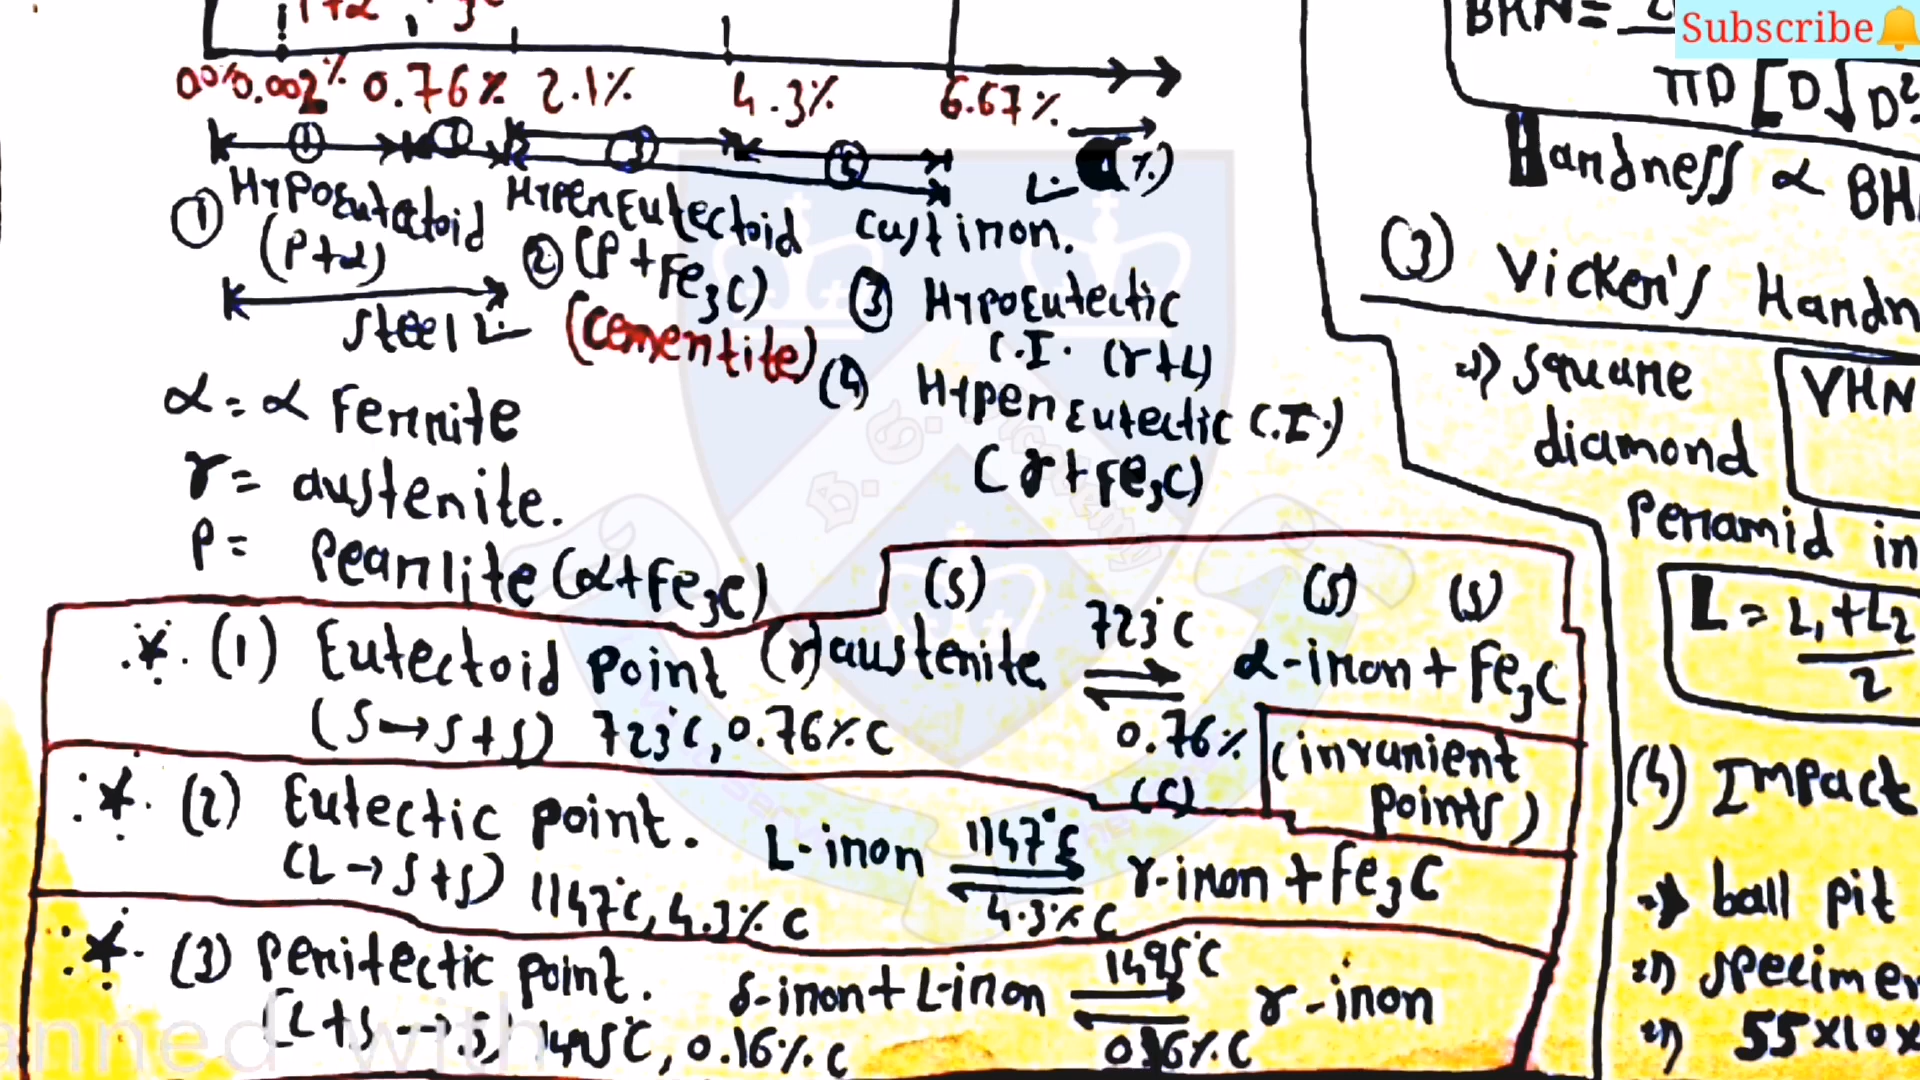 Subscribe
0.0% 0.002% 0.76% 2.1% 4.3% 6.67%
(%)
① Hypoeutectoid
(P+α)
steel
② Hypereutectoid
(P+Fe3C)
(cementite)
cast iron.
③ Hypoeutectic
C.I. (γ+L)
(4) Hypereutectic (C.I.)
(γ+Fe3C)
α = α Ferrite
γ = austenite.
P = Pearlite (α+Fe3C)
(1) Eutectoid point (γ) austenite ⇌ α-iron + Fe3C
(S) (S) (S)
723°C
0.76%
(C)
(S→S+S) 723°C, 0.76% C
(invarient
points)
(2) Eutectic point. L-iron ⇌ γ-iron + Fe3C
1147°C
4.3% C
(L→S+S) 1147°C, 4.3% C
(3) Peritectic point. δ-iron + L-iron ⇌ γ-iron
1495°C
0.16% C
(L+S→S) 1495°C, 0.16% C
anned with
BHN=
πD [D√D²
Hardness α BH
(3) Vicker's Hardn
square
diamond
Peramid in
VHN
L = L1+L2
2
(4) Impact
ball pit
specimen
55x10x